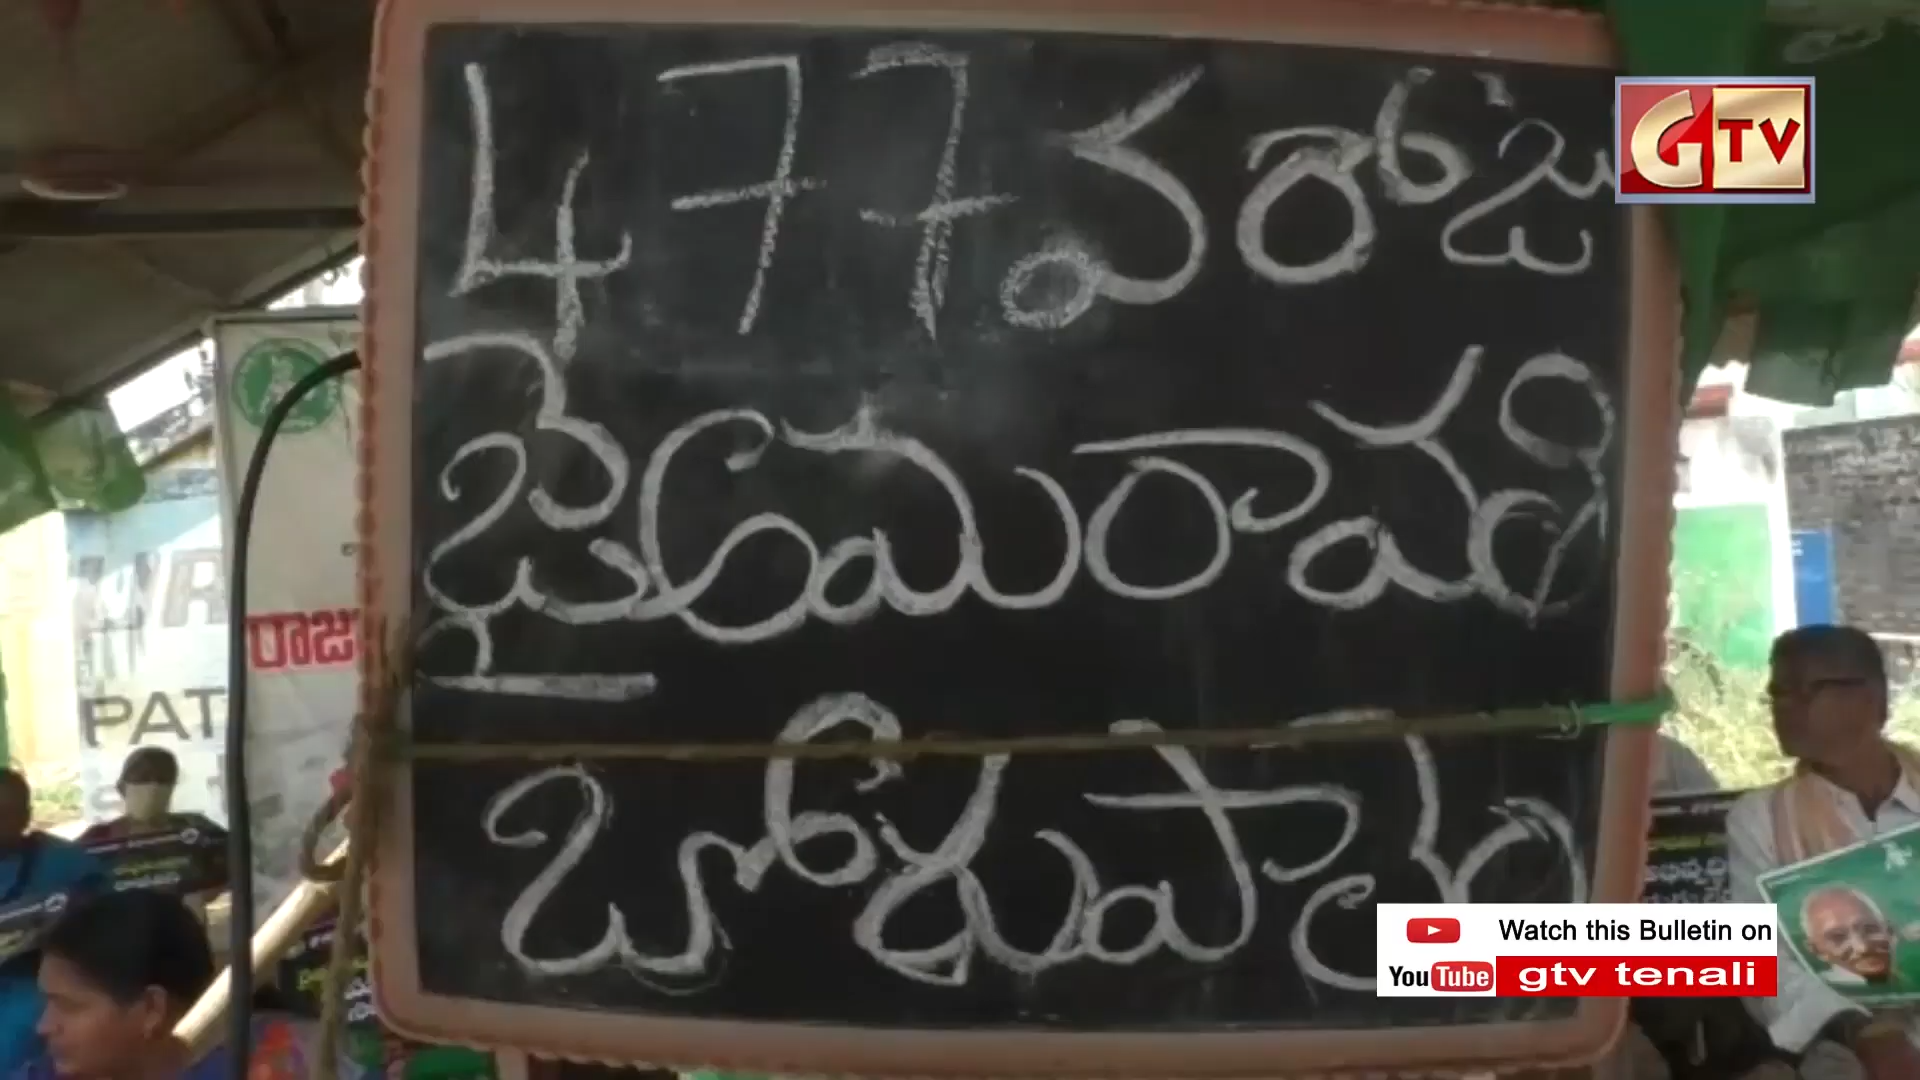 477వ రోజు
జై అమరావతి
బోరుపాలెం
GTV
రాజ
PAT
Watch this Bulletin on
YouTube gtv tenali